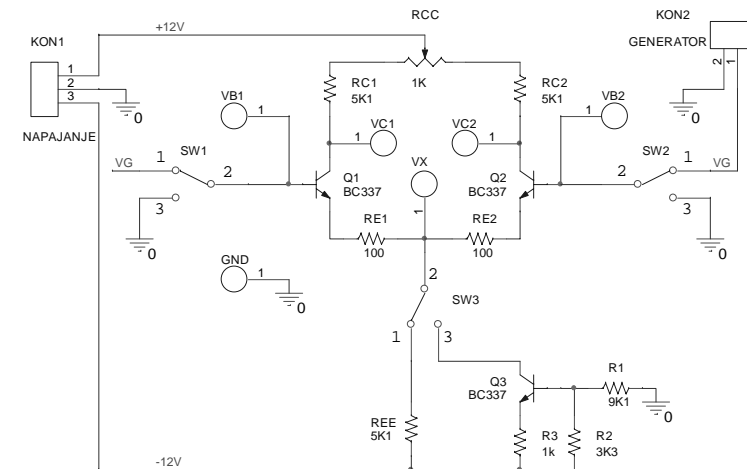 RCC
KON2
+12V
KON1
GENERATOR
1
2
3
2
1
RC1
5K1
1K
RC2
5K1
0
0
NAPAJANJE
VB1
1
VC1
1
VC2
1
VB2
1
VG
1
SW1
2
3
0
Q1
BC337
VX
1
Q2
BC337
SW2
2
1
VG
3
0
RE1
100
RE2
100
GND
1
0
2
SW3
1
3
Q3
BC337
R1
9K1
0
REE
5K1
R3
1k
R2
3K3
-12V